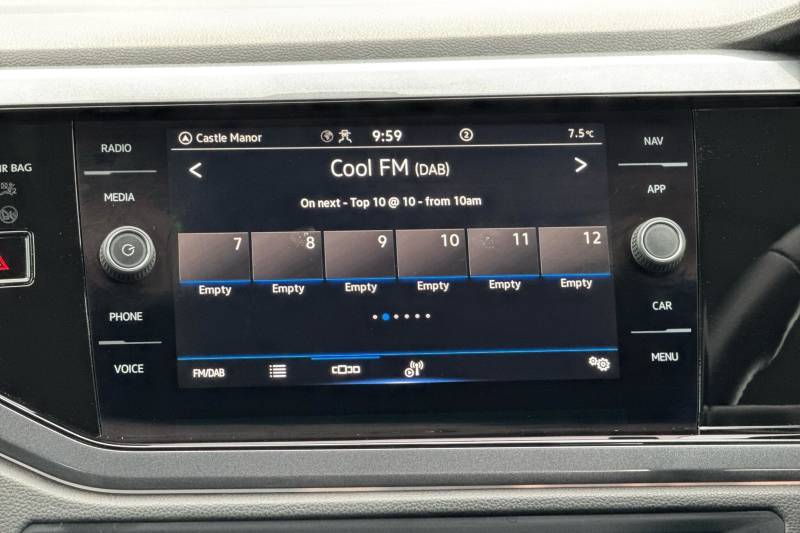 RADIO
MEDIA
PHONE
VOICE
IR BAG
Castle Manor 9:59 2 7.5°C
< Cool FM (DAB) >
On next - Top 10 @ 10 - from 10am
7 8 9 10 11 12
Empty Empty Empty Empty Empty Empty
FM/DAB
NAV
APP
CAR
MENU